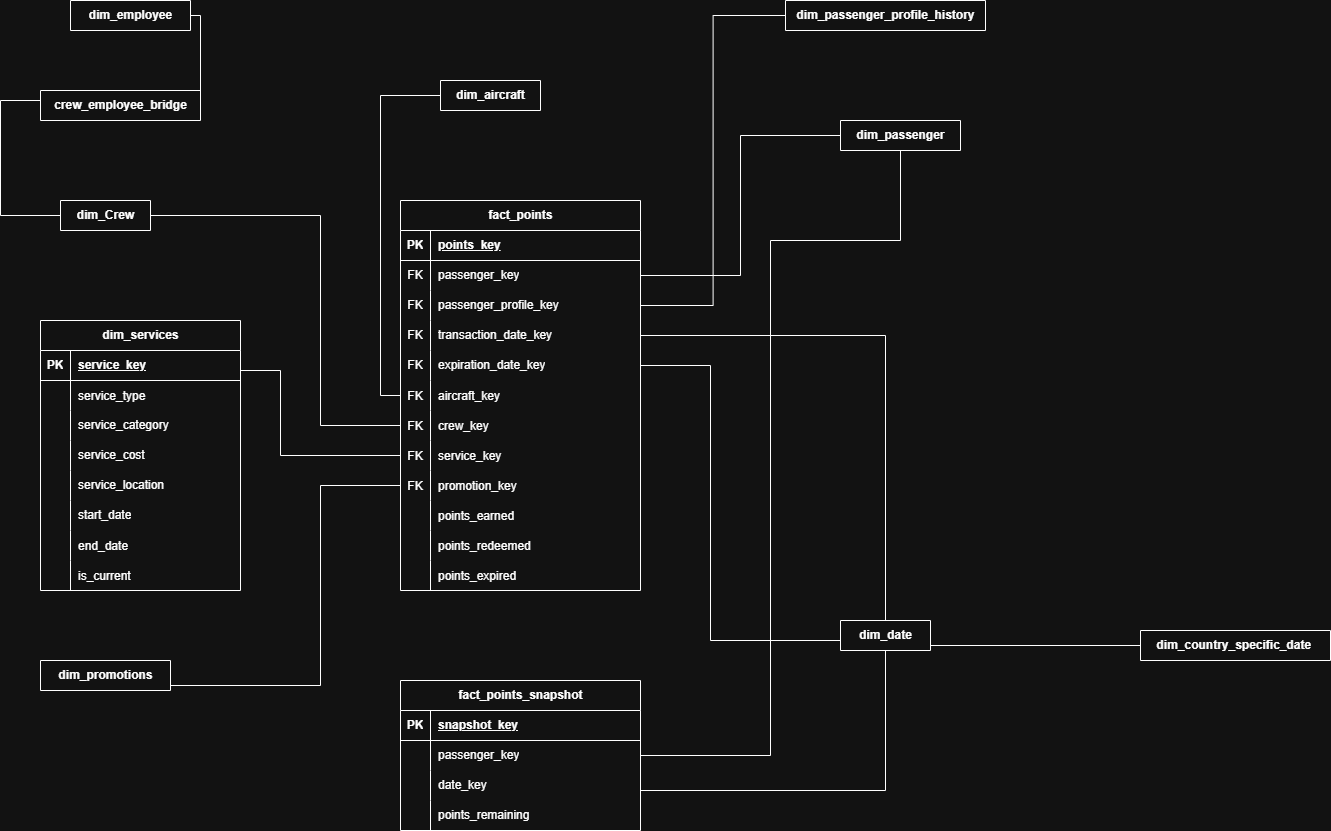 dim_employee
dim_passenger_profile_history
crew_employee_bridge
dim_aircraft
dim_passenger
dim_Crew
fact_points
PK points_key
FK passenger_key
FK passenger_profile_key
FK transaction_date_key
FK expiration_date_key
FK aircraft_key
FK crew_key
FK service_key
FK promotion_key
points_earned
points_redeemed
points_expired
dim_services
PK service_key
service_type
service_category
service_cost
service_location
start_date
end_date
is_current
dim_date
dim_country_specific_date
dim_promotions
fact_points_snapshot
PK snapshot_key
passenger_key
date_key
points_remaining